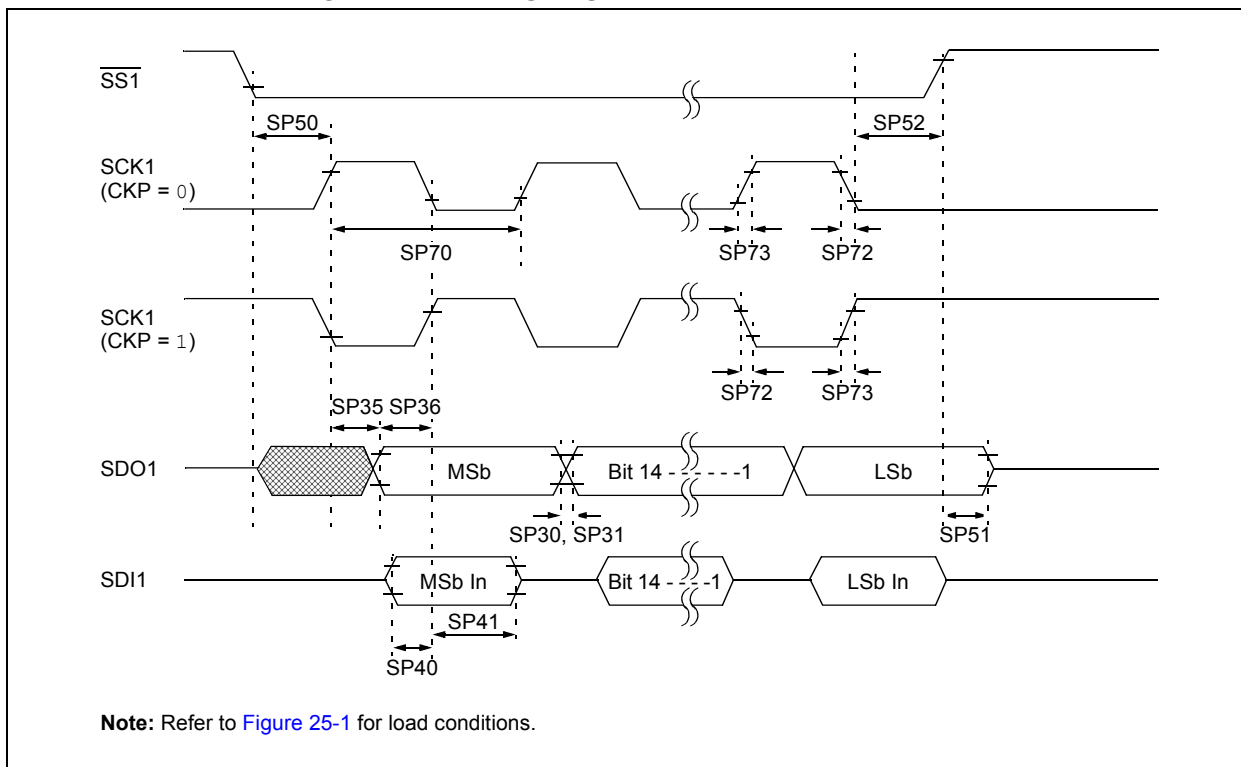 SS1
SP50
SP52
SCK1
(CKP = 0)
SP70
SP73
SP72
SCK1
(CKP = 1)
SP72
SP73
SP35
SP36
SDO1
MSb
Bit 14 - - - - - -1
LSb
SP30, SP31
SP51
SDI1
MSb In
Bit 14 - - - -1
LSb In
SP41
SP40
Note: Refer to Figure 25-1 for load conditions.